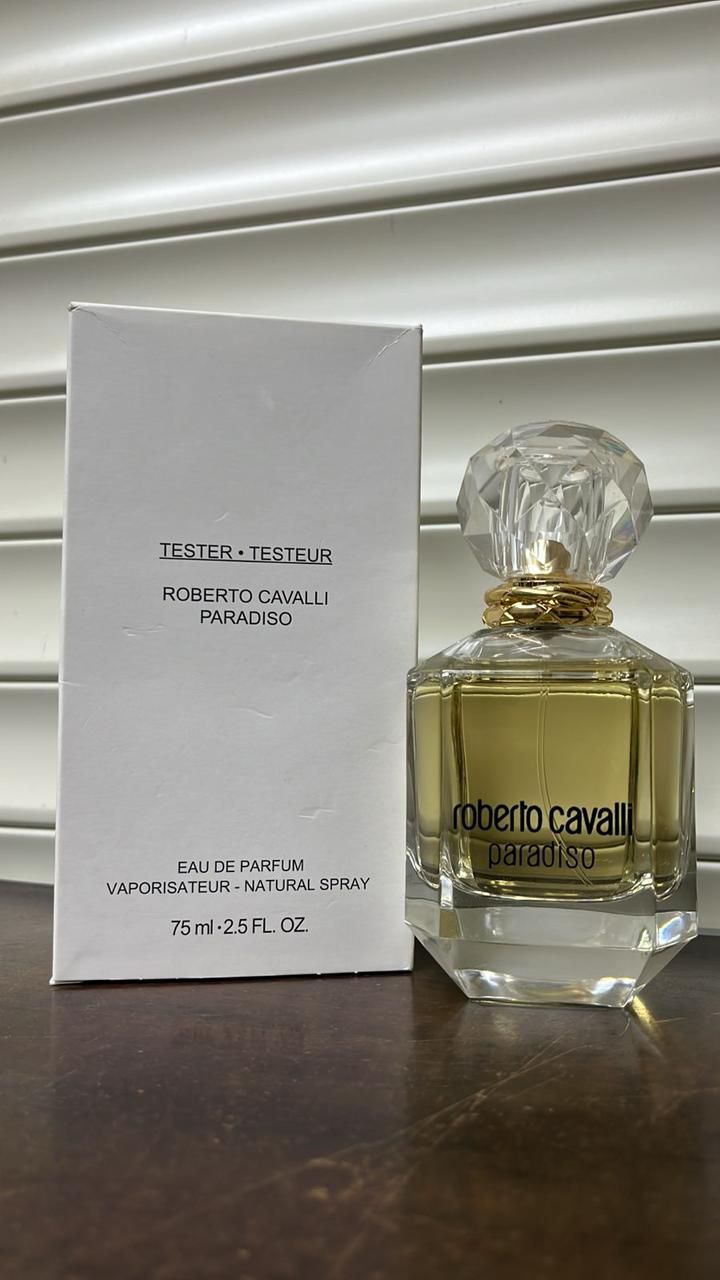 TESTER • TESTEUR
ROBERTO CAVALLI
PARADISO
EAU DE PARFUM
VAPORISATEUR - NATURAL SPRAY
75 ml • 2.5 FL. OZ.
roberto cavalli
paradiso